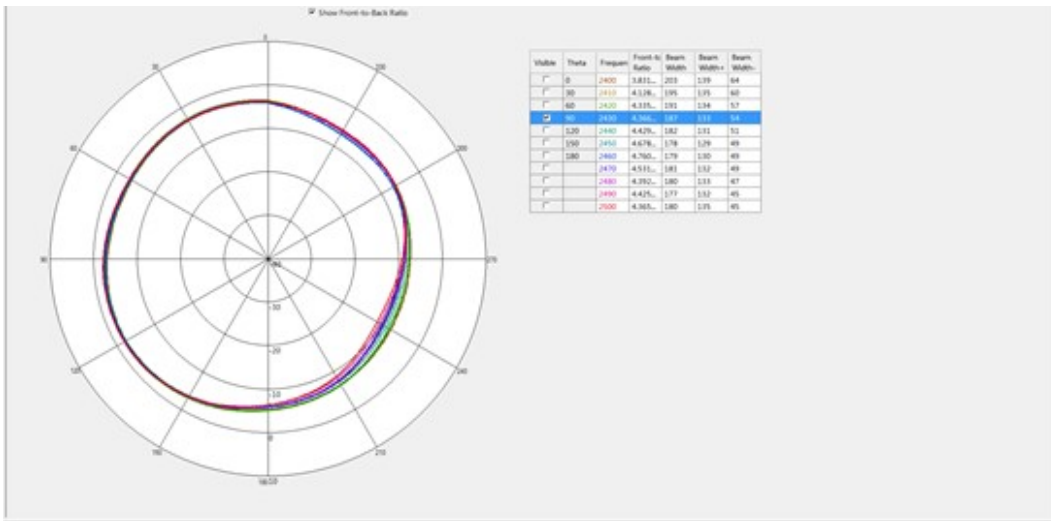 Show Front-to-Back Ratio
0
30
60
90
120
210
240
270
-10
-20
-30
0
Visible Theta Frequen Front-to Ratio Beam Width Beam Width+ Beam Width-
0 2400 3.831... 203 139 64
30 2410 4.128... 195 135 60
60 2420 4.335... 191 134 57
90 2430 4.366... 187 133 54
120 2440 4.429... 182 131 51
150 2450 4.678... 178 129 49
180 2460 4.760... 179 130 49
2470 4.531... 181 132 49
2480 4.392... 180 133 47
2490 4.425... 177 132 45
2500 4.365... 180 135 45